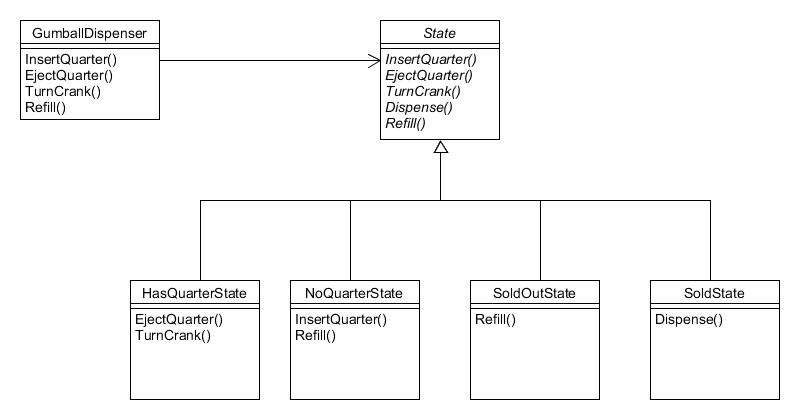 GumballDispenser
InsertQuarter()
EjectQuarter()
TurnCrank()
Refill()
State
InsertQuarter()
EjectQuarter()
TurnCrank()
Dispense()
Refill()
HasQuarterState
EjectQuarter()
TurnCrank()
NoQuarterState
InsertQuarter()
Refill()
SoldOutState
Refill()
SoldState
Dispense()